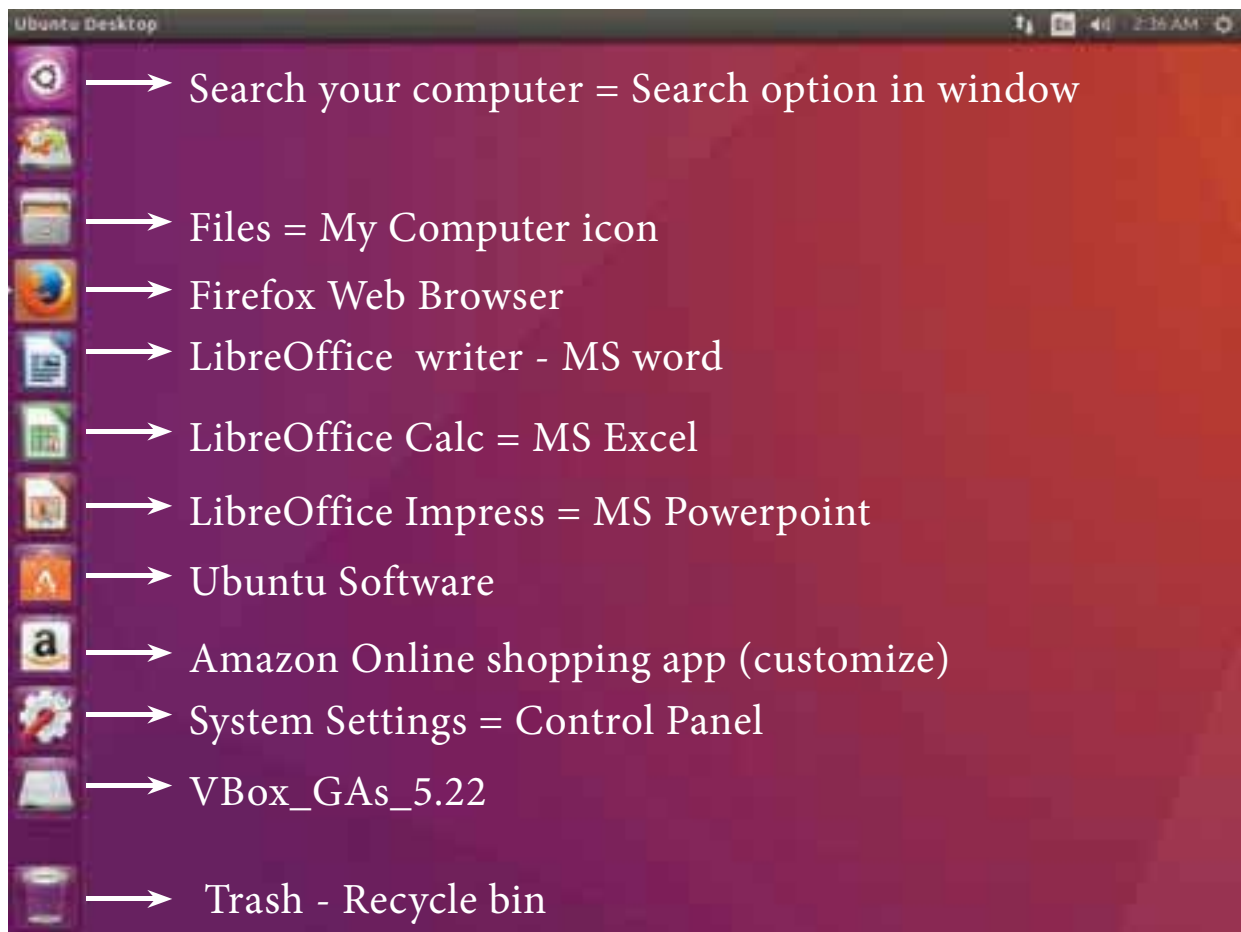 Ubuntu Desktop
En
2:36 AM
Search your computer = Search option in window
Files = My Computer icon
Firefox Web Browser
LibreOffice writer - MS word
LibreOffice Calc = MS Excel
LibreOffice Impress = MS Powerpoint
Ubuntu Software
a
Amazon Online shopping app (customize)
System Settings = Control Panel
VBox_GAs_5.22
Trash - Recycle bin